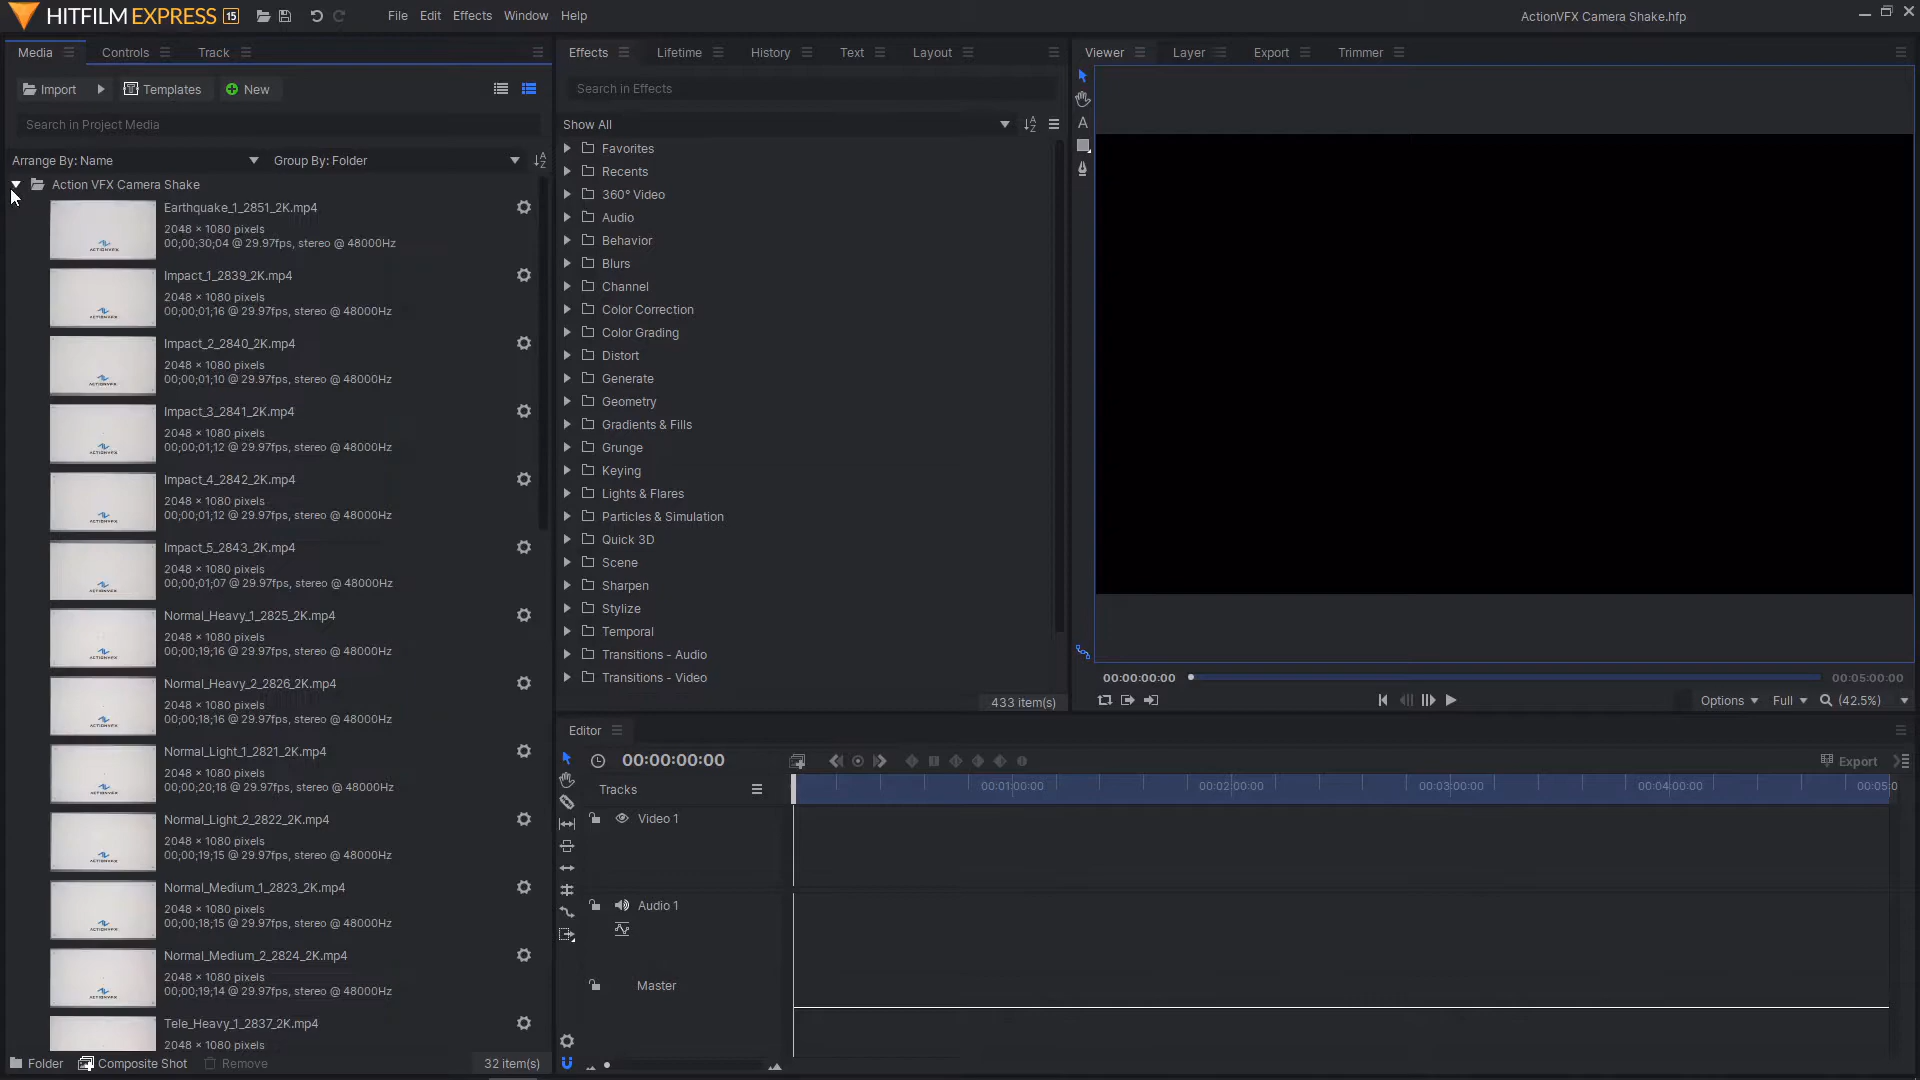 HITFILM EXPRESS 15
File Edit Effects Window Help
ActionVFX Camera Shake.hfp
Media Controls Track
Import Templates New
Search in Project Media
Arrange By: Name Group By: Folder
Action VFX Camera Shake
Earthquake_1_2851_2K.mp4
2048 × 1080 pixels
00;00;30;04 @ 29.97fps, stereo @ 48000Hz
Impact_1_2839_2K.mp4
2048 × 1080 pixels
00;00;01;16 @ 29.97fps, stereo @ 48000Hz
Impact_2_2840_2K.mp4
2048 × 1080 pixels
00;00;01;10 @ 29.97fps, stereo @ 48000Hz
Impact_3_2841_2K.mp4
2048 × 1080 pixels
00;00;01;12 @ 29.97fps, stereo @ 48000Hz
Impact_4_2842_2K.mp4
2048 × 1080 pixels
00;00;01;12 @ 29.97fps, stereo @ 48000Hz
Impact_5_2843_2K.mp4
2048 × 1080 pixels
00;00;01;07 @ 29.97fps, stereo @ 48000Hz
Normal_Heavy_1_2825_2K.mp4
2048 × 1080 pixels
00;00;19;16 @ 29.97fps, stereo @ 48000Hz
Normal_Heavy_2_2826_2K.mp4
2048 × 1080 pixels
00;00;18;16 @ 29.97fps, stereo @ 48000Hz
Normal_Light_1_2821_2K.mp4
2048 × 1080 pixels
00;00;20;18 @ 29.97fps, stereo @ 48000Hz
Normal_Light_2_2822_2K.mp4
2048 × 1080 pixels
00;00;19;15 @ 29.97fps, stereo @ 48000Hz
Normal_Medium_1_2823_2K.mp4
2048 × 1080 pixels
00;00;18;15 @ 29.97fps, stereo @ 48000Hz
Normal_Medium_2_2824_2K.mp4
2048 × 1080 pixels
00;00;19;14 @ 29.97fps, stereo @ 48000Hz
Tele_Heavy_1_2837_2K.mp4
2048 × 1080 pixels
Folder Composite Shot Remove 32 item(s)
Effects Lifetime History Text Layout
Search in Effects
Show All
Favorites
Recents
360° Video
Audio
Behavior
Blurs
Channel
Color Correction
Color Grading
Distort
Generate
Geometry
Gradients & Fills
Grunge
Keying
Lights & Flares
Particles & Simulation
Quick 3D
Scene
Sharpen
Stylize
Temporal
Transitions - Audio
Transitions - Video
433 item(s)
Viewer Layer Export Trimmer
00:00:00:00 00:05:00:00
Options Full (42.5%)
Editor
00:00:00:00 Export
Tracks 00:01:00:00 00:02:00:00 00:03:00:00 00:04:00:00 00:05:0
Video 1
Audio 1
Master